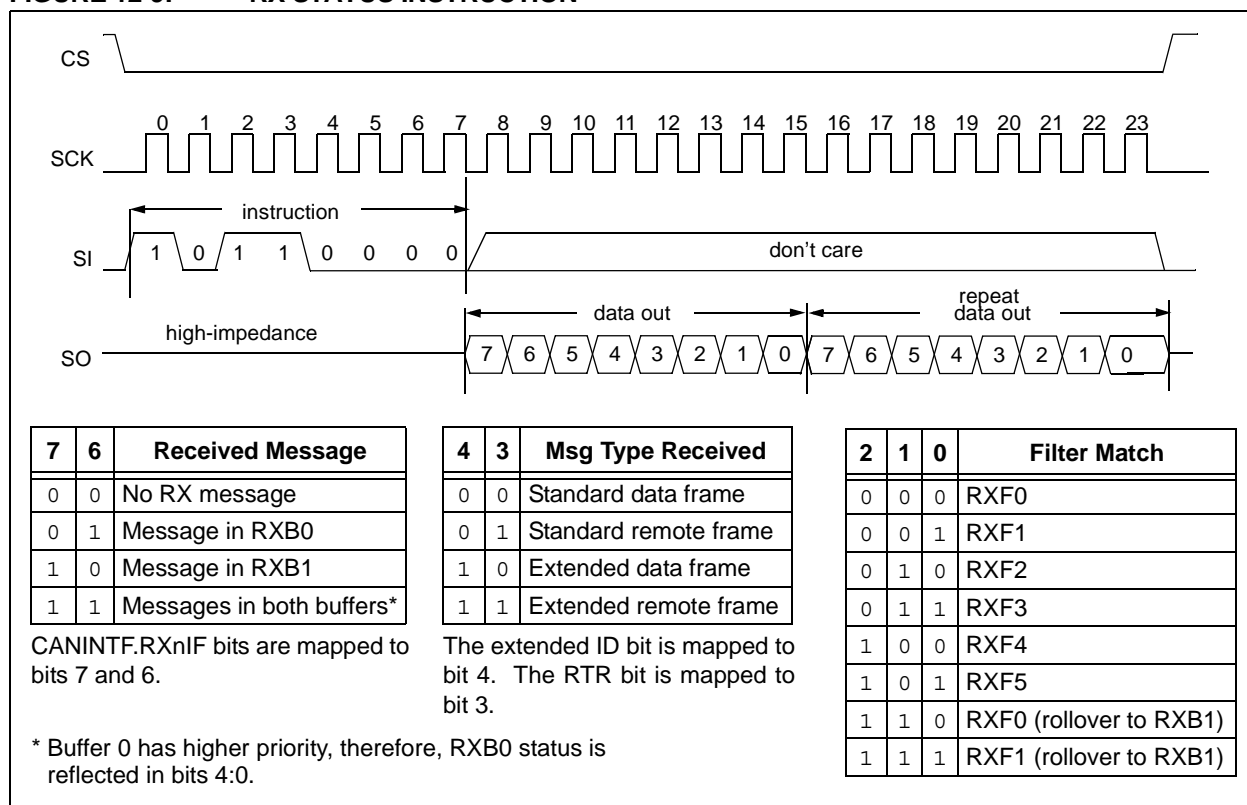 CS
0 1 2 3 4 5 6 7 8 9 10 11 12 13 14 15 16 17 18 19 20 21 22 23
SCK
instruction
SI 1 0 1 1 0 0 0 0 don't care
repeat
data out data out
high-impedance
SO 7 6 5 4 3 2 1 0 7 6 5 4 3 2 1 0
7 6 Received Message
0 0 No RX message
0 1 Message in RXB0
1 0 Message in RXB1
1 1 Messages in both buffers*
CANINTF.RXnIF bits are mapped to
bits 7 and 6.
4 3 Msg Type Received
0 0 Standard data frame
0 1 Standard remote frame
1 0 Extended data frame
1 1 Extended remote frame
The extended ID bit is mapped to
bit 4. The RTR bit is mapped to
bit 3.
2 1 0 Filter Match
0 0 0 RXF0
0 0 1 RXF1
0 1 0 RXF2
0 1 1 RXF3
1 0 0 RXF4
1 0 1 RXF5
1 1 0 RXF0 (rollover to RXB1)
1 1 1 RXF1 (rollover to RXB1)
* Buffer 0 has higher priority, therefore, RXB0 status is
reflected in bits 4:0.